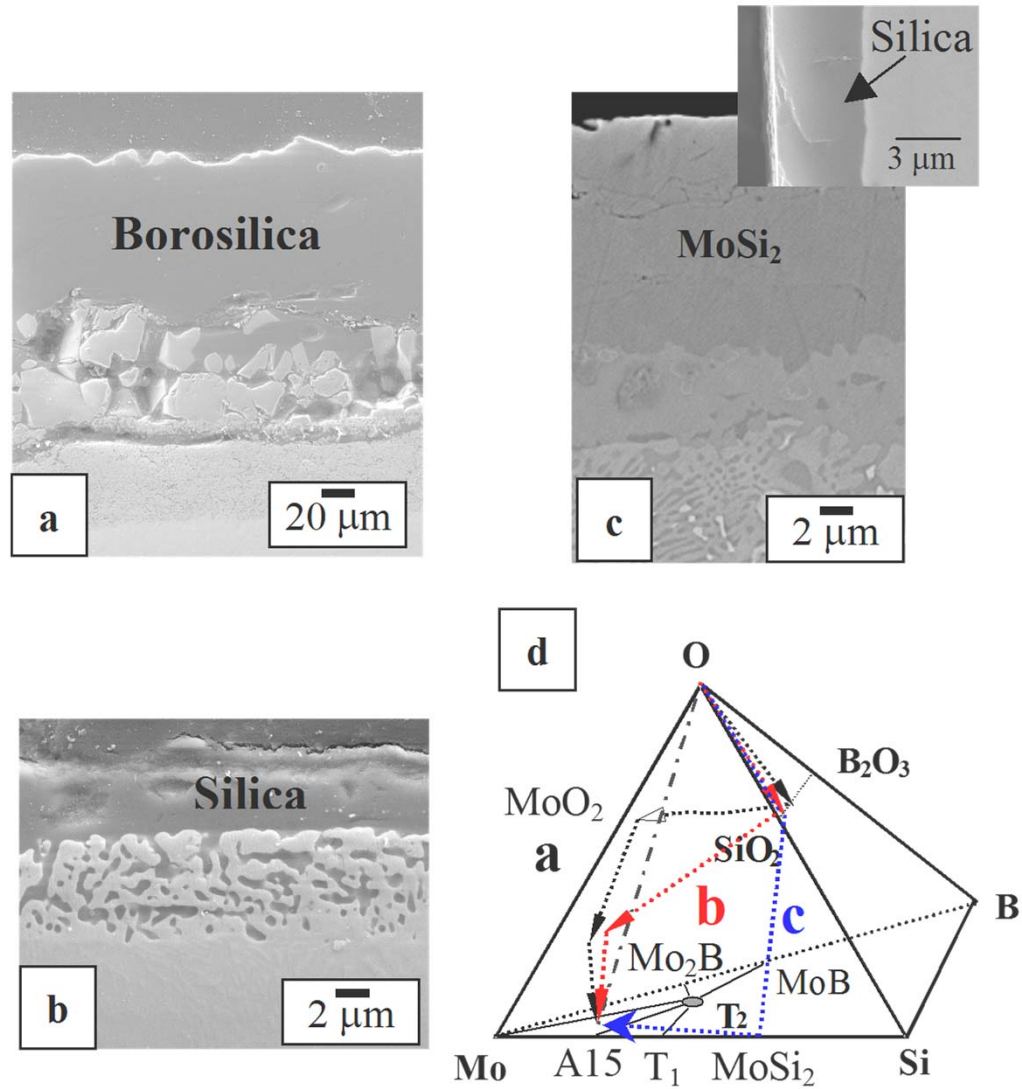 Borosilica
a
20 μm
Silica
3 μm
MoSi₂
c
2 μm
Silica
b
2 μm
d
O
B₂O₃
MoO₂
a
SiO₂
b
c
B
Mo₂B
MoB
T₂
Mo
A15
T₁
MoSi₂
Si